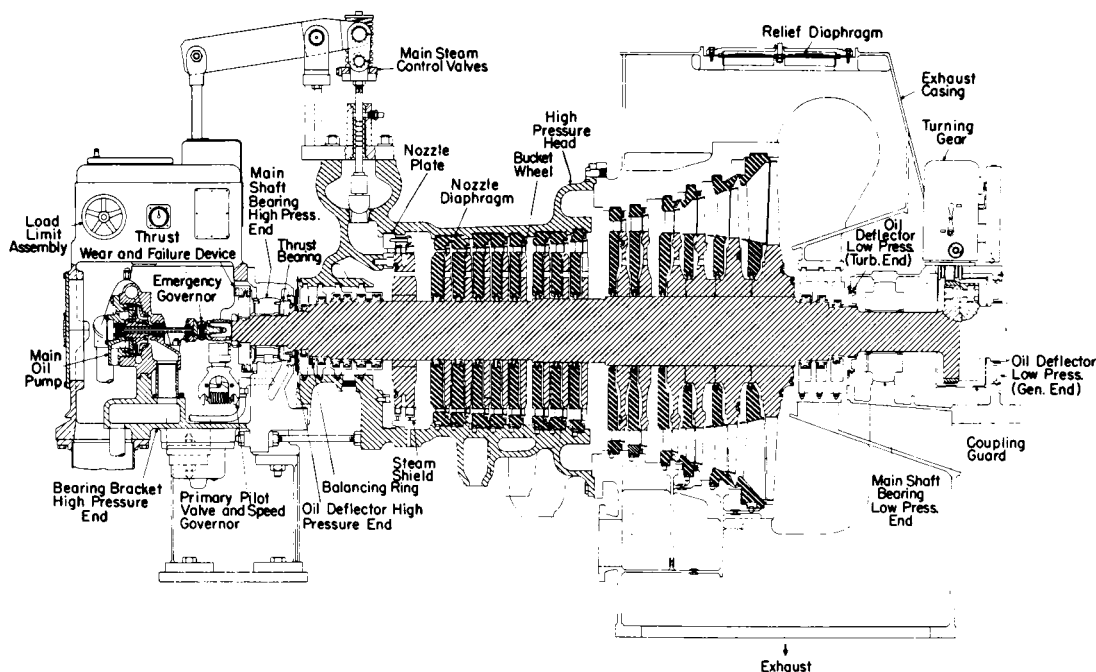 Relief Diaphragm
Main Steam
Control Valves
Exhaust
Casing
Turning
Gear
High
Pressure
Head
Nozzle
Plate
Bucket
Wheel
Nozzle
Diaphragm
Main
Shaft
Bearing
High Press.
End
Load
Limit
Assembly
Thrust
Wear and Failure Device
Thrust
Bearing
Oil
Deflector
Low Press.
(Turb. End)
Emergency
Governor
Main
Oil
Pump
Oil Deflector
Low Press.
(Gen. End)
Coupling
Guard
Steam
Shield
Balancing Ring
Bearing Bracket
High Pressure
End
Primary Pilot
Valve and Speed
Governor
Oil Deflector High
Pressure End
Main Shaft
Bearing
Low Press.
End
Exhaust